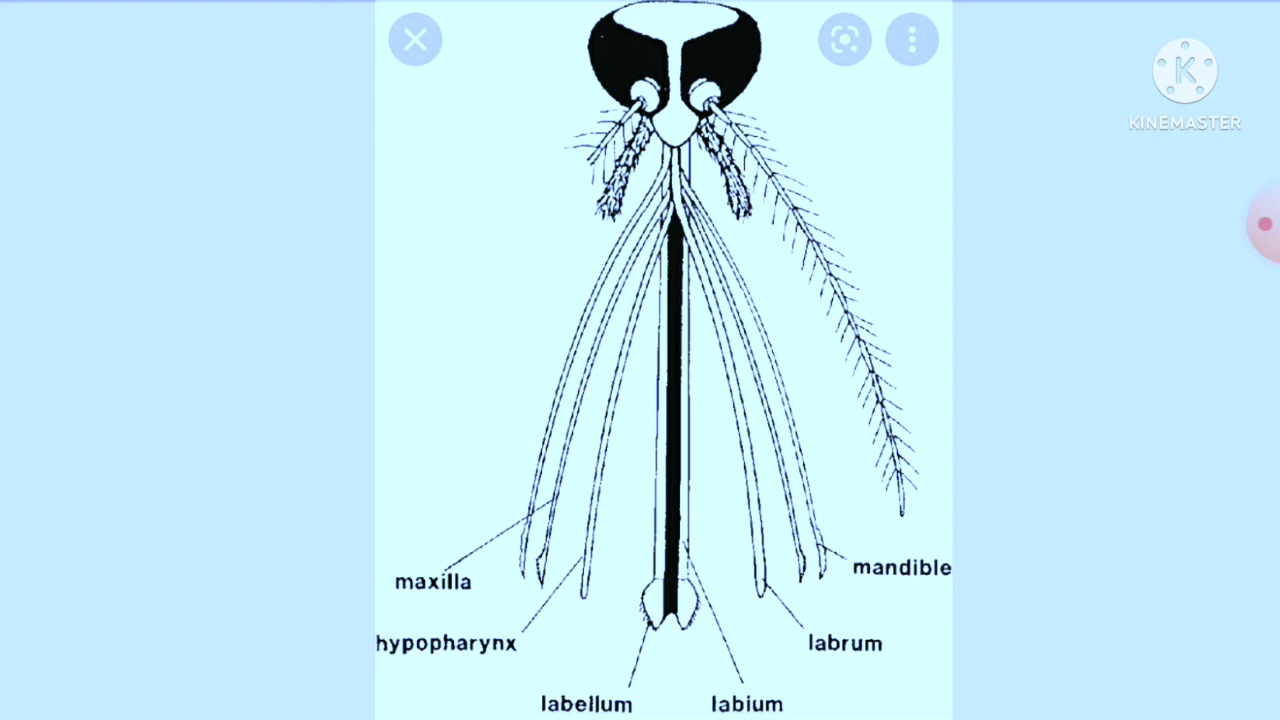 KINEMASTER
maxilla
mandible
hypopharynx
labrum
labellum
labium